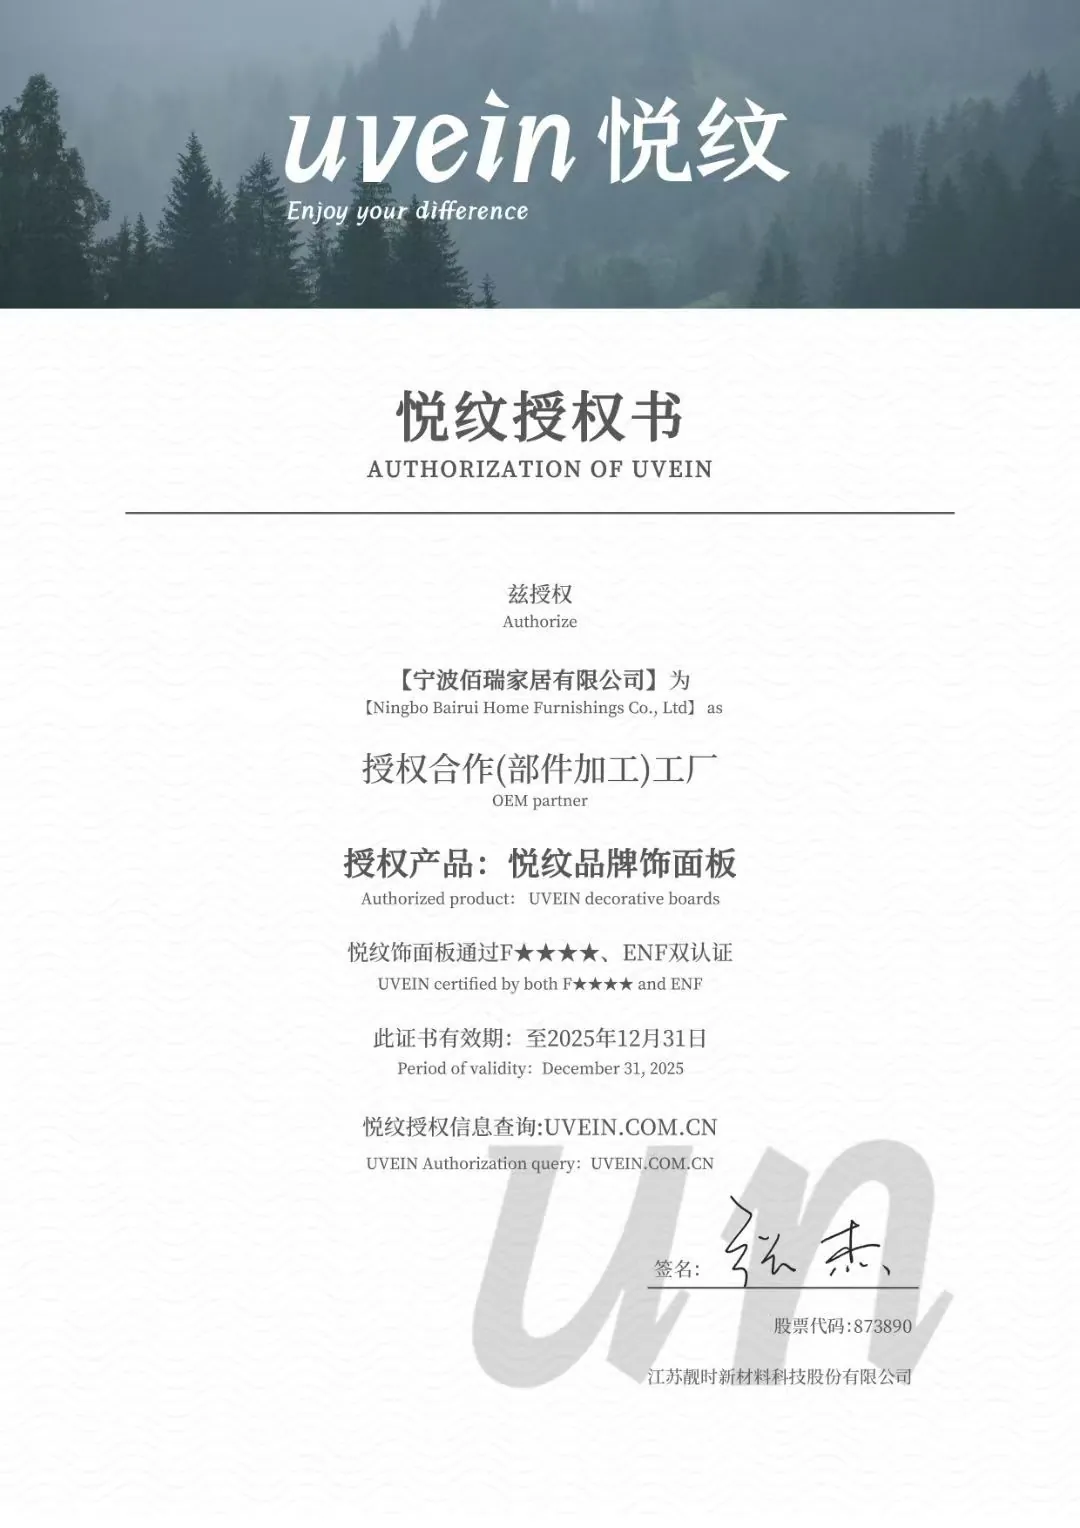 uvein 悦纹
Enjoy your difference
悦纹授权书
AUTHORIZATION OF UVEIN
兹授权
Authorize
【宁波佰瑞家居有限公司】为
【Ningbo Bairui Home Furnishings Co., Ltd】 as
授权合作(部件加工)工厂
OEM partner
授权产品：悦纹品牌饰面板
Authorized product： UVEIN decorative boards
悦纹饰面板通过F★★★★、ENF双认证
UVEIN certified by both F★★★★ and ENF
此证书有效期：至2025年12月31日
Period of validity：December 31, 2025
悦纹授权信息查询:UVEIN.COM.CN
UVEIN Authorization query：UVEIN.COM.CN
un
签名：张杰
股票代码：873890
江苏靓时新材料科技股份有限公司